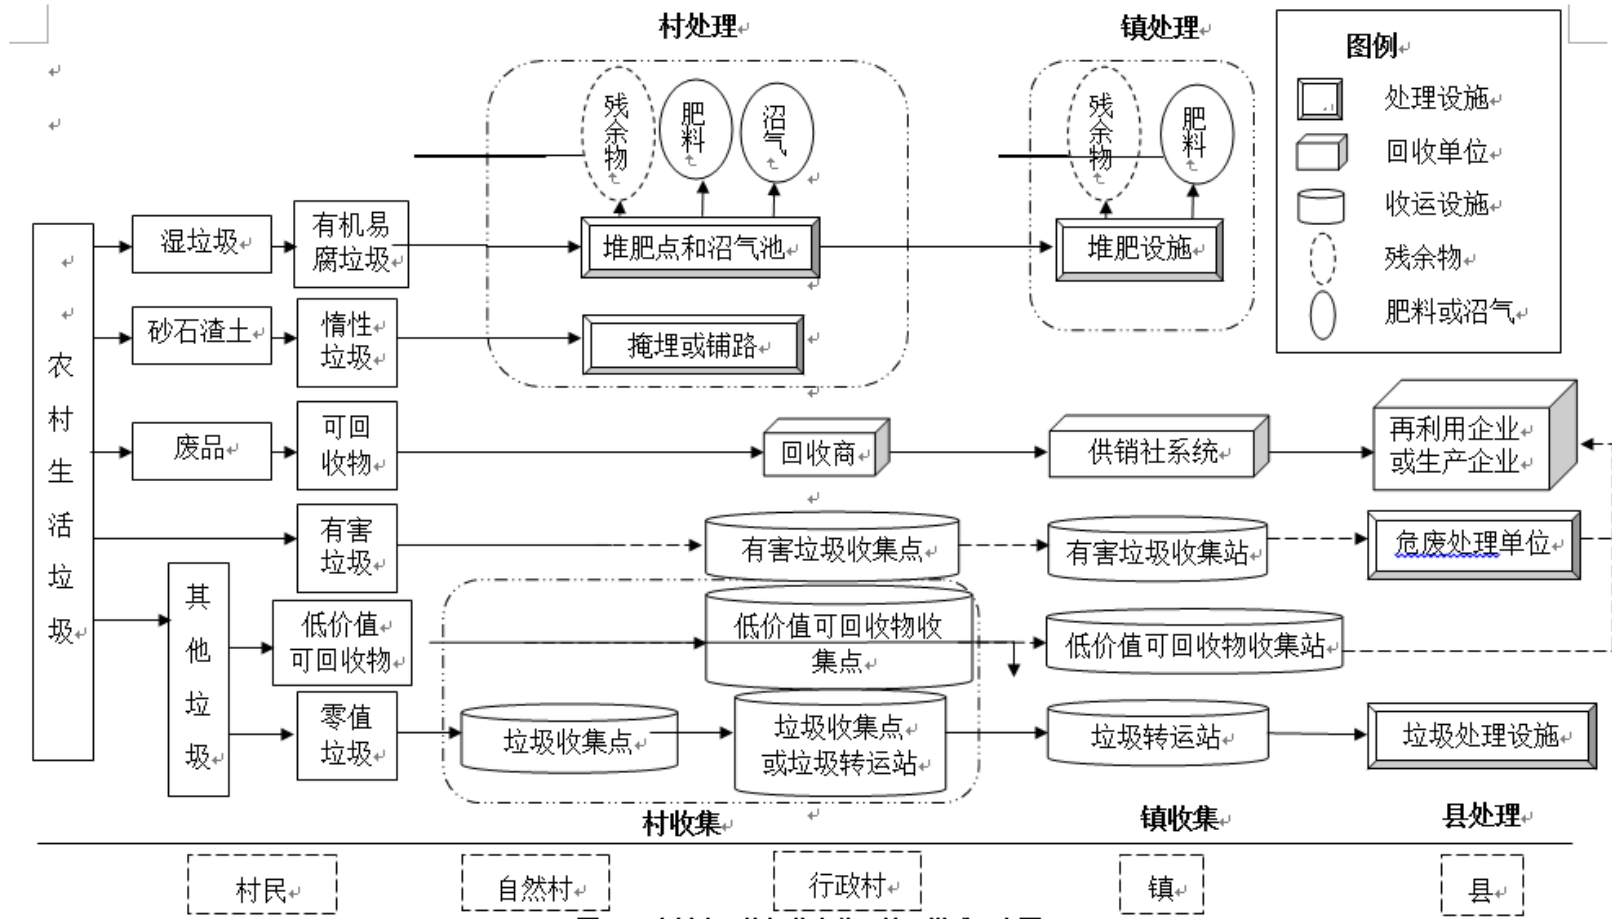 村处理
镇处理
图例
处理设施
回收单位
收运设施
残余物
肥料或沼气
残余物
肥料
沼气
残余物
肥料
农村生活垃圾
湿垃圾
有机易
腐垃圾
堆肥点和沼气池
堆肥设施
砂石渣土
惰性
垃圾
掩埋或铺路
废品
可回
收物
回收商
供销社系统
再利用企业
或生产企业
有害
垃圾
有害垃圾收集点
有害垃圾收集站
危废处理单位
其他垃圾
低价值
可回收物
低价值可回收物收
集点
低价值可回收物收集站
零值
垃圾
垃圾收集点
垃圾收集点
或垃圾转运站
垃圾转运站
垃圾处理设施
村收集
镇收集
县处理
村民
自然村
行政村
镇
县